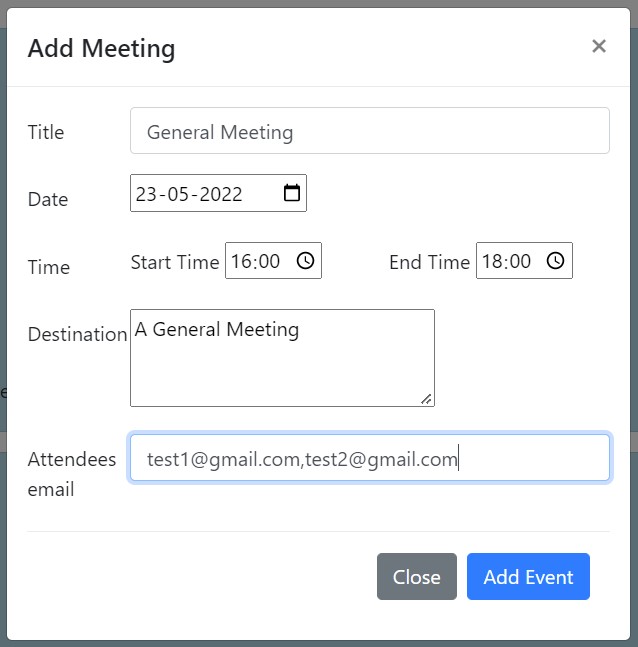 Add Meeting ×
Title General Meeting
Date 23-05-2022
Time Start Time 16:00 End Time 18:00
Destination A General Meeting
Attendees email test1@gmail.com,test2@gmail.com
Close Add Event